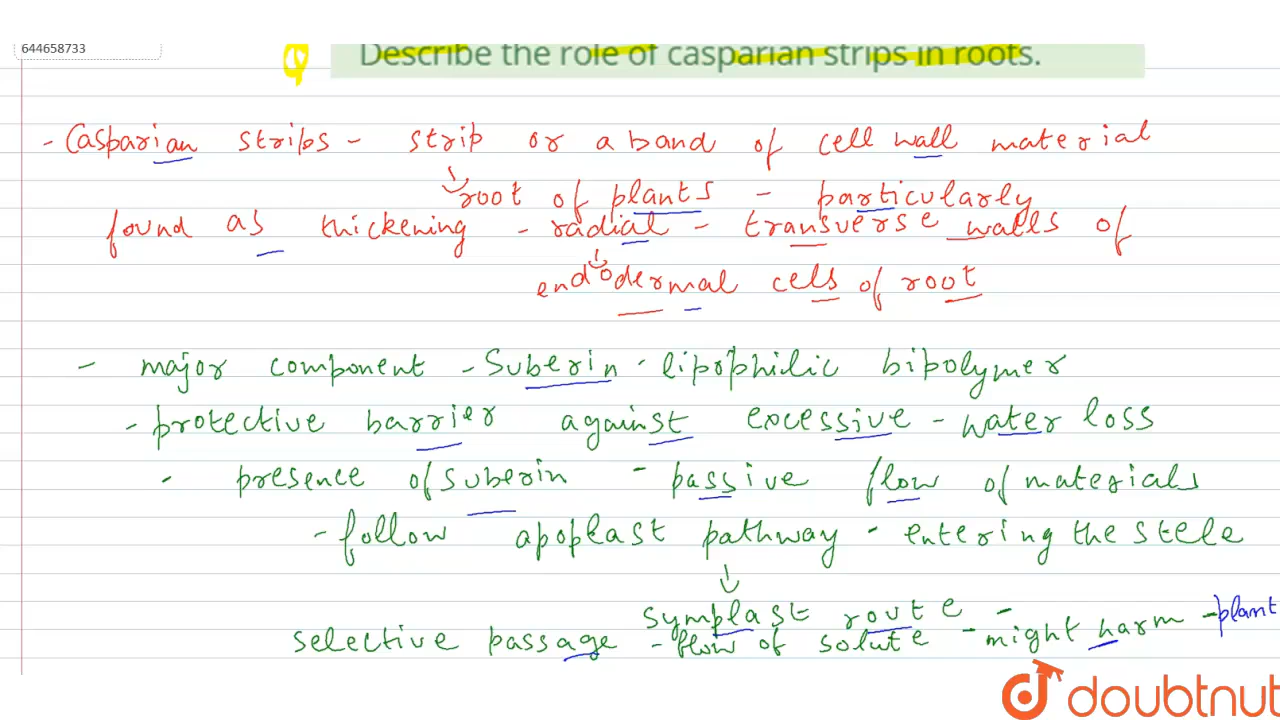 644658733
Q Describe the role of casparian strips in roots.
- Casparian strips - strip or a band of cell wall material
root of plants - particularly
found as thickening - radial - transverse walls of
endodermal cells of root
- major component - Suberin - lipophilic bipolymer
- protective barrier against excessive - water loss
- presence of suberin - passive flow of materials
- follow apoplast pathway - entering the stele
symplast route - might harm - plant
selective passage - flow of solute
doubtnut